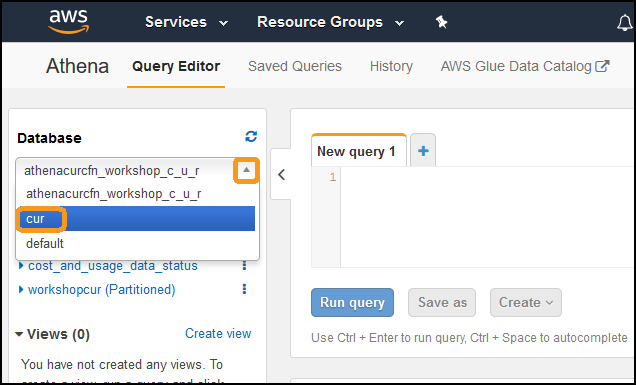 aws
Services
Resource Groups
Athena
Query Editor
Saved Queries
History
AWS Glue Data Catalog
Database
athenacurcfn_workshop_c_u_r
athenacurcfn_workshop_c_u_r
cur
default
cost_and_usage_data_status
workshopcur (Partitioned)
Views (0)
Create view
You have not created any views. To
New query 1
1
Run query
Save as
Create
Use Ctrl + Enter to run query, Ctrl + Space to autocomplete